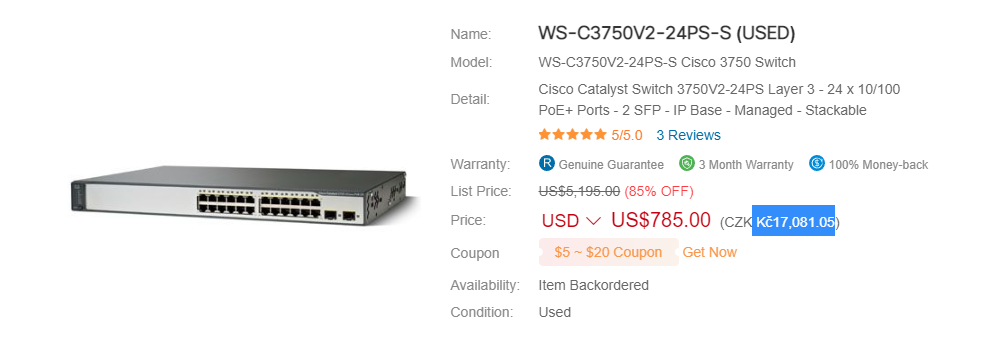 Name: WS-C3750V2-24PS-S (USED)
Model: WS-C3750V2-24PS-S Cisco 3750 Switch
Detail: Cisco Catalyst Switch 3750V2-24PS Layer 3 - 24 x 10/100
PoE+ Ports - 2 SFP - IP Base - Managed - Stackable
5/5.0 3 Reviews
Warranty: R Genuine Guarantee 3 Month Warranty $ 100% Money-back
List Price: US$5,195.00 (85% OFF)
Price: USD US$785.00 (CZK Kč17,081.05)
Coupon $5 ~ $20 Coupon Get Now
Availability: Item Backordered
Condition: Used